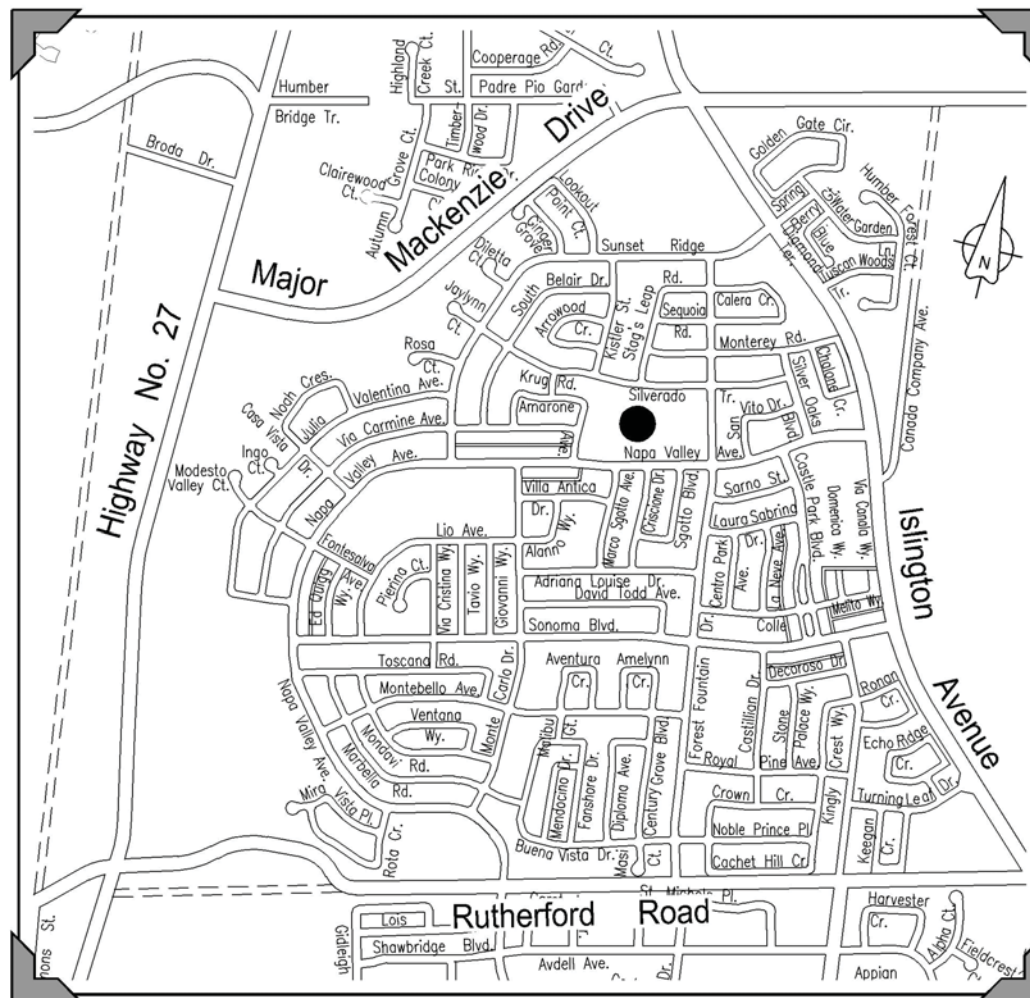 Highland
Creek Ct.
Cooperage Rd.
Ct.
Humber
Bridge Tr.
St.
Padre Pio Gard
Timber-
wood Dr.
Broda Dr.
Grove Ct.
Autumn
Clairewood
Ct.
Park Ri
Colony
Major
Mackenzie
Drive
Golden
Gate Cir.
Spring
Berry
Blue
Diamond
Ter.
Water
Garden
Humber Forest Ct.
Tuscan Woods
Tr.
Canada Company Ave.
N
Lookout
Point Ct.
Ginger
Grove
Diletta
Ct.
Sunset Ridge
Jaylynn
Ct.
South
Belair Dr.
Arrowood
Cr.
Kistler St.
Stag's Leap
Rd.
Sequoia
Rd.
Calera Cr.
Monterey Rd.
Silver Oaks
Blvd.
Chalone
Cr.
Rosa
Ct.
Krug Rd.
Amarone
Ave.
Silverado
Tr.
San
Vito Dr.
Highway No. 27
Noah Cres.
Julia
Valentina Ave.
Casa Vista
Dr.
Via Carmine Ave.
Ingo
Ct.
Modesto
Valley Ct.
Napa
Valley Ave.
Napa Valley Ave.
Villa Antica
Dr.
Alanno Wy.
Marco Sgotto Ave.
Criscione Dr.
Sgotto Blvd.
Sarno St.
Laura Sabrina
Dr.
Castle Park Blvd.
Domenica Wy.
Via Canala Wy.
Islington
Avenue
Lio Ave.
Fontesalva
Ave.
Ed Quigg
Wy.
Pierina Ct.
Via Cristina Wy.
Tavio Wy.
Giovanni Wy.
Adriana Louise Dr.
David Todd Ave.
Centro Park
Ave.
La Neve Ave.
Sonoma Blvd.
Dr.
Colle
Melito Wy.
Toscana Rd.
Carlo Dr.
Monte
Aventura
Cr.
Amelynn
Cr.
Decoroso Dr.
Montebello Ave.
Ventana
Wy.
Mondavi
Rd.
Marbella
Rd.
Napa Valley Ave.
Malibu
Gt.
Mendocino Dr.
Fanshore Dr.
Diploma Ave.
Century Grove Blvd.
Forest Fountain
Castillian Dr.
Stone
Palace Wy.
Royal
Pine Ave.
Crest Wy.
Kingly
Ronan
Cr.
Echo Ridge
Cr.
Turning Leaf Dr.
Keegan
Cr.
Crown Cr.
Noble Prince Pl.
Cachet Hill Cr.
Mira
Vista Pl.
Rota Cr.
Buena Vista Dr.
Masi
Ct.
Rutherford Road
St. Michele Pl.
Lois
Gidleigh
Shawbridge Blvd.
Avdell Ave.
Dr.
Harvester
Cr.
Alpha Ct.
Fieldcrest
Appian
mons St.